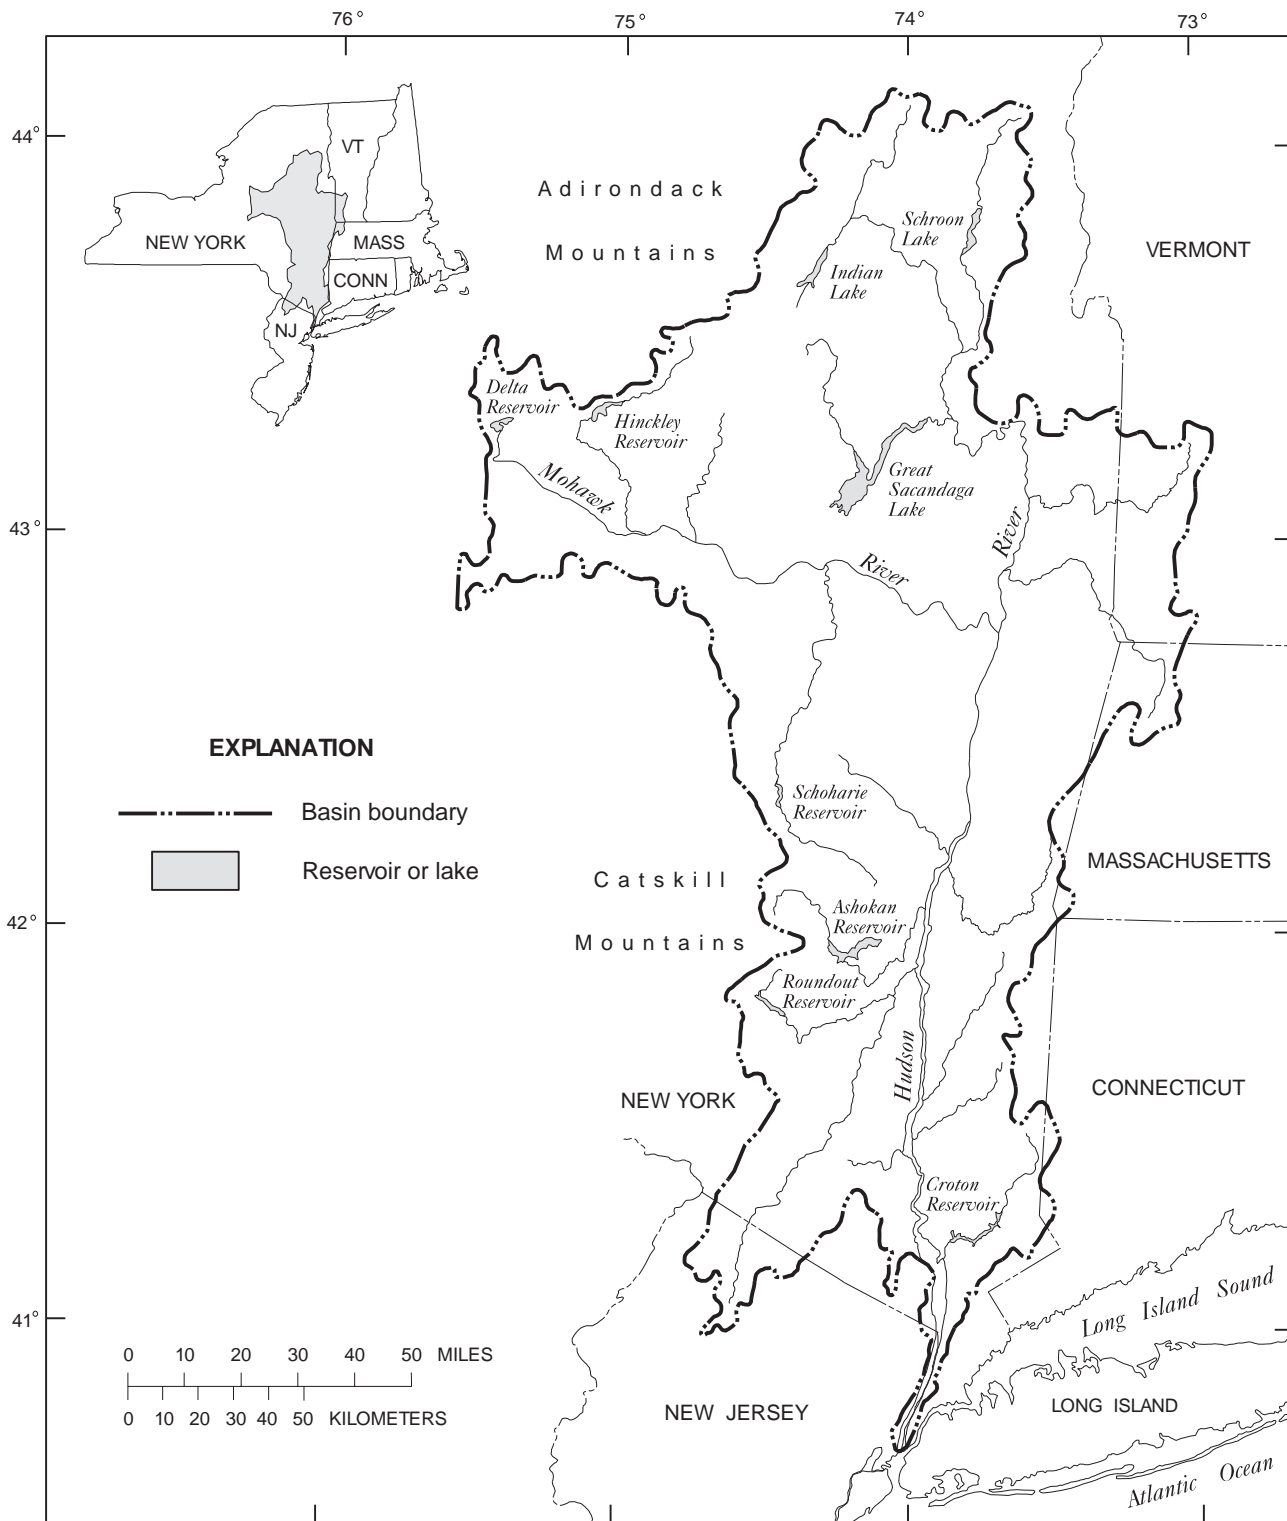 76°
75°
74°
73°
44°
43°
42°
41°
VT
NEW YORK
MASS
CONN
NJ
Adirondack
Mountains
Schroon
Lake
Indian
Lake
VERMONT
Delta
Reservoir
Hinckley
Reservoir
Great
Sacandaga
Lake
Mohawk
River
River
EXPLANATION
Basin boundary
Reservoir or lake
Schoharie
Reservoir
MASSACHUSETTS
Catskill
Mountains
Ashokan
Reservoir
Roundout
Reservoir
Hudson
NEW YORK
CONNECTICUT
Croton
Reservoir
Long Island Sound
0 10 20 30 40 50 MILES
0 10 20 30 40 50 KILOMETERS
NEW JERSEY
LONG ISLAND
Atlantic Ocean